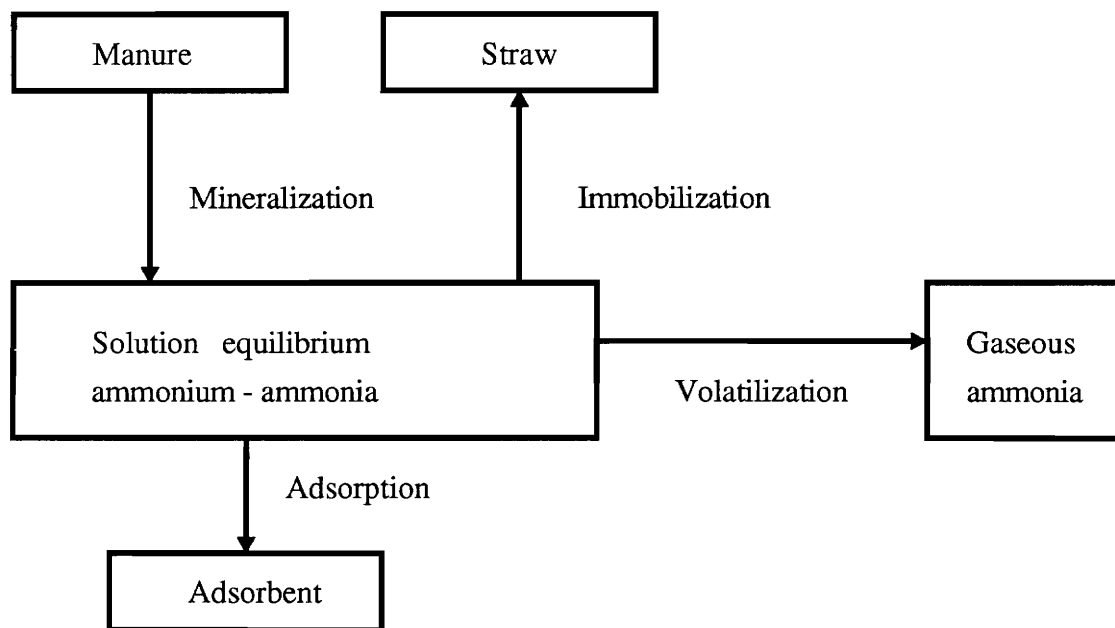 Manure
Straw
Mineralization
Immobilization
Solution equilibrium
ammonium - ammonia
Gaseous
ammonia
Volatilization
Adsorption
Adsorbent